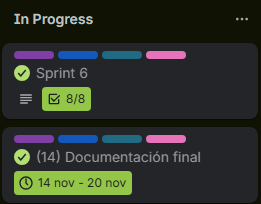 In Progress
Sprint 6
8/8
(14) Documentación final
14 nov - 20 nov